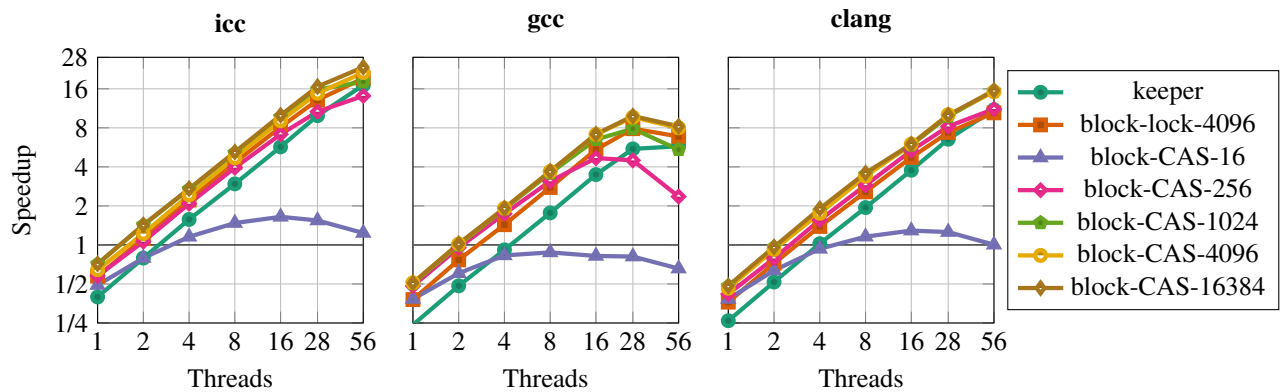 icc
gcc
clang
Speedup
28
16
8
4
2
1
1/2
1/4
1 2 4 8 16 28 56
1 2 4 8 16 28 56
1 2 4 8 16 28 56
Threads
Threads
Threads
keeper
block-lock-4096
block-CAS-16
block-CAS-256
block-CAS-1024
block-CAS-4096
block-CAS-16384